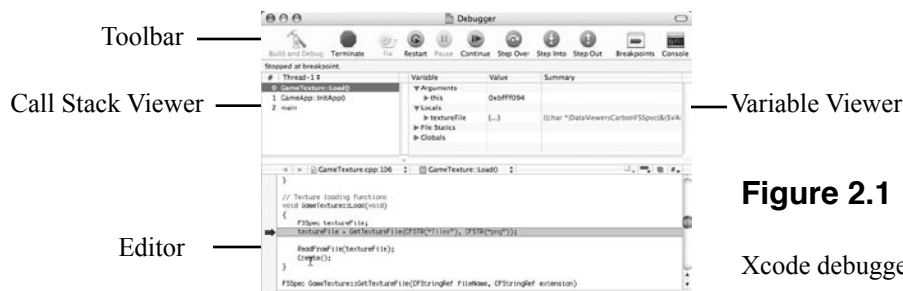 Debugger
Toolbar
Build and Debug Terminate Fix Restart Pause Continue Step Over Step Into Step Out Breakpoints Console
Stopped at breakpoint.
# Thread-1 Variable Value Summary
0 GameTexture::Load() Arguments
Call Stack Viewer 1 GameApp::InitApp() this 0xbffff094 Variable Viewer
2 main Locals
textureFile {...}
File Statics
Globals
GameTexture.cpp:106 GameTexture::Load()
}
Figure 2.1
// Texture loading functions
void GameTexture::Load(void)
{
FSSpec textureFile;
textureFile = GetTextureFile(CFSTR("files"), CFSTR("png"));
Editor ReadFromFile(textureFile);
Create();
Xcode debugge
}
FSSpec GameTexture::GetTextureFile(CFStringRef fileName, CFStringRef extension)